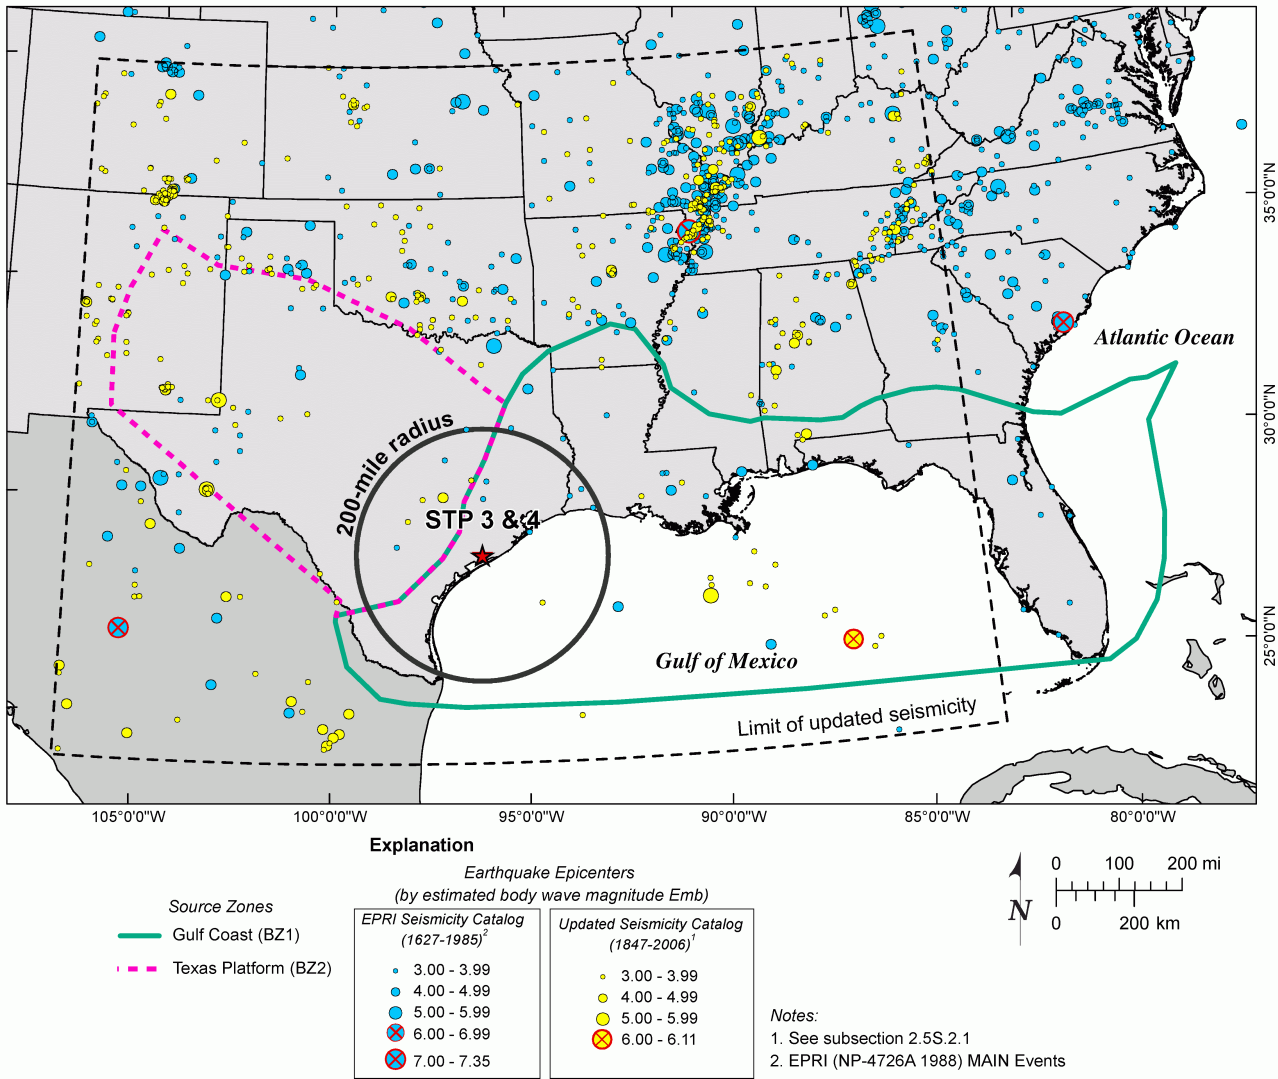 35°0'0"N
Atlantic Ocean
30°0'0"N
200-mile radius
STP 3 & 4
25°0'0"N
Gulf of Mexico
Limit of updated seismicity
105°0'0"W
100°0'0"W
95°0'0"W
90°0'0"W
85°0'0"W
80°0'0"W
Explanation
Earthquake Epicenters
(by estimated body wave magnitude Emb)
Source Zones
Gulf Coast (BZ1)
Texas Platform (BZ2)
EPRI Seismicity Catalog
(1627-1985)2
3.00 - 3.99
4.00 - 4.99
5.00 - 5.99
6.00 - 6.99
7.00 - 7.35
Updated Seismicity Catalog
(1847-2006)1
3.00 - 3.99
4.00 - 4.99
5.00 - 5.99
6.00 - 6.11
N
0 100 200 mi
0 200 km
Notes:
1. See subsection 2.5S.2.1
2. EPRI (NP-4726A 1988) MAIN Events